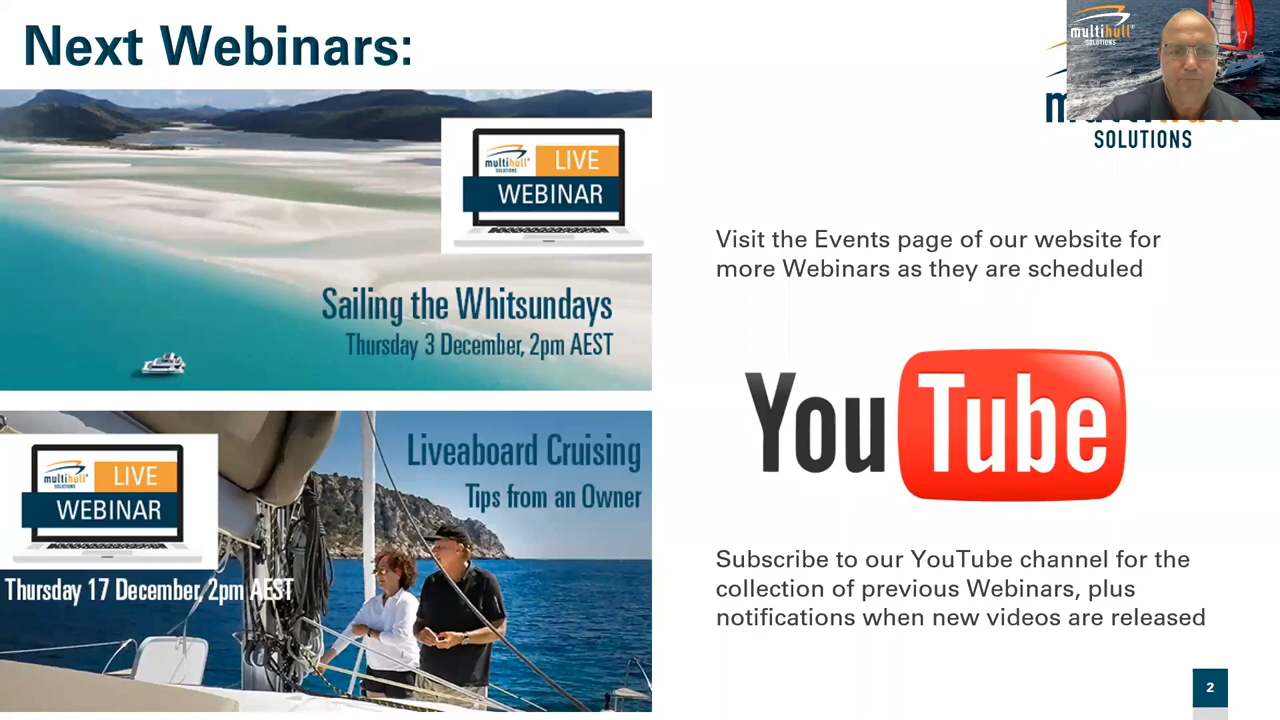 Next Webinars:
multihull
SOLUTIONS
17
SOLUTIONS
multihull
SOLUTIONS
LIVE
WEBINAR
Sailing the Whitsundays
Thursday 3 December, 2pm AEST
Visit the Events page of our website for
more Webinars as they are scheduled
YouTube
multihull
SOLUTIONS
LIVE
WEBINAR
Liveaboard Cruising
Tips from an Owner
Thursday 17 December, 2pm AEST
Subscribe to our YouTube channel for the
collection of previous Webinars, plus
notifications when new videos are released
2